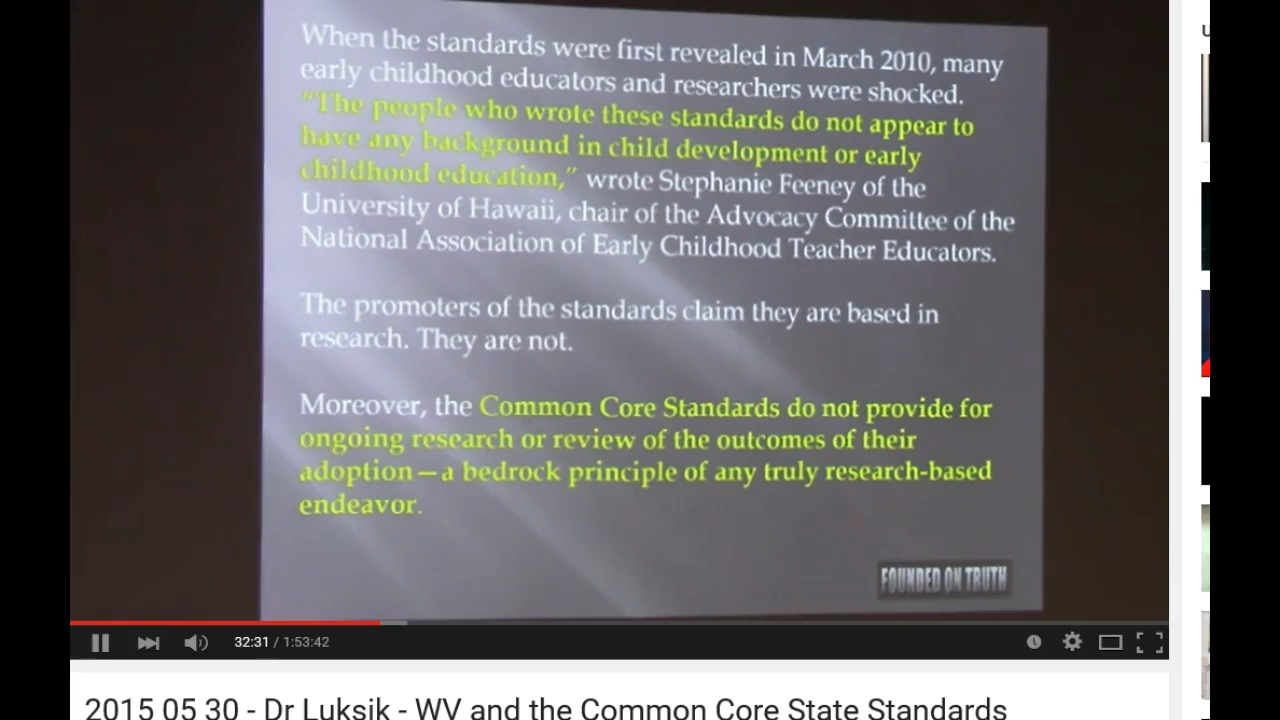 When the standards were first revealed in March 2010, many
early childhood educators and researchers were shocked.
“The people who wrote these standards do not appear to
have any background in child development or early
childhood education,” wrote Stephanie Feeney of the
University of Hawaii, chair of the Advocacy Committee of the
National Association of Early Childhood Teacher Educators.
The promoters of the standards claim they are based in
research. They are not.
Moreover, the Common Core Standards do not provide for
ongoing research or review of the outcomes of their
adoption—a bedrock principle of any truly research-based
endeavor.
FOUNDED ON TRUTH
32:31 / 1:53:42
2015 05 30 - Dr Luksik - WV and the Common Core State Standards